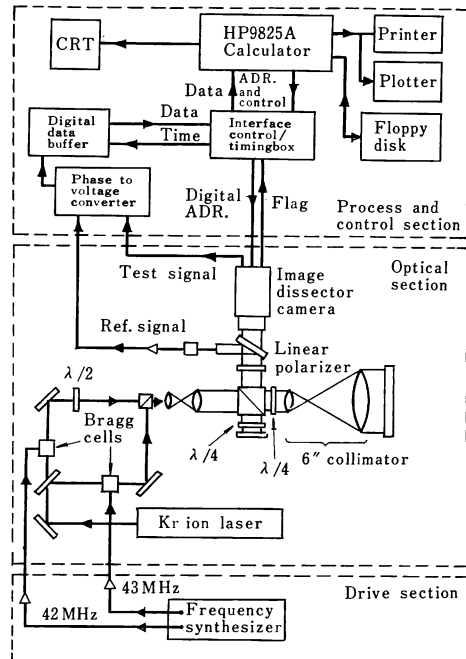 CRT
HP9825A
Calculator
Printer
Plotter
Floppy
disk
Data
ADR.
and
control
Digital
data
buffer
Data
Time
Interface
control/
timingbox
Phase to
voltage
converter
Digital
ADR.
Flag
Process and
control section
Test signal
Image
dissector
camera
Optical
section
Ref. signal
Linear
polarizer
λ/2
Bragg
cells
λ/4
λ/4
6″ collimator
Kr ion laser
42MHz
43MHz
Frequency
synthesizer
Drive section